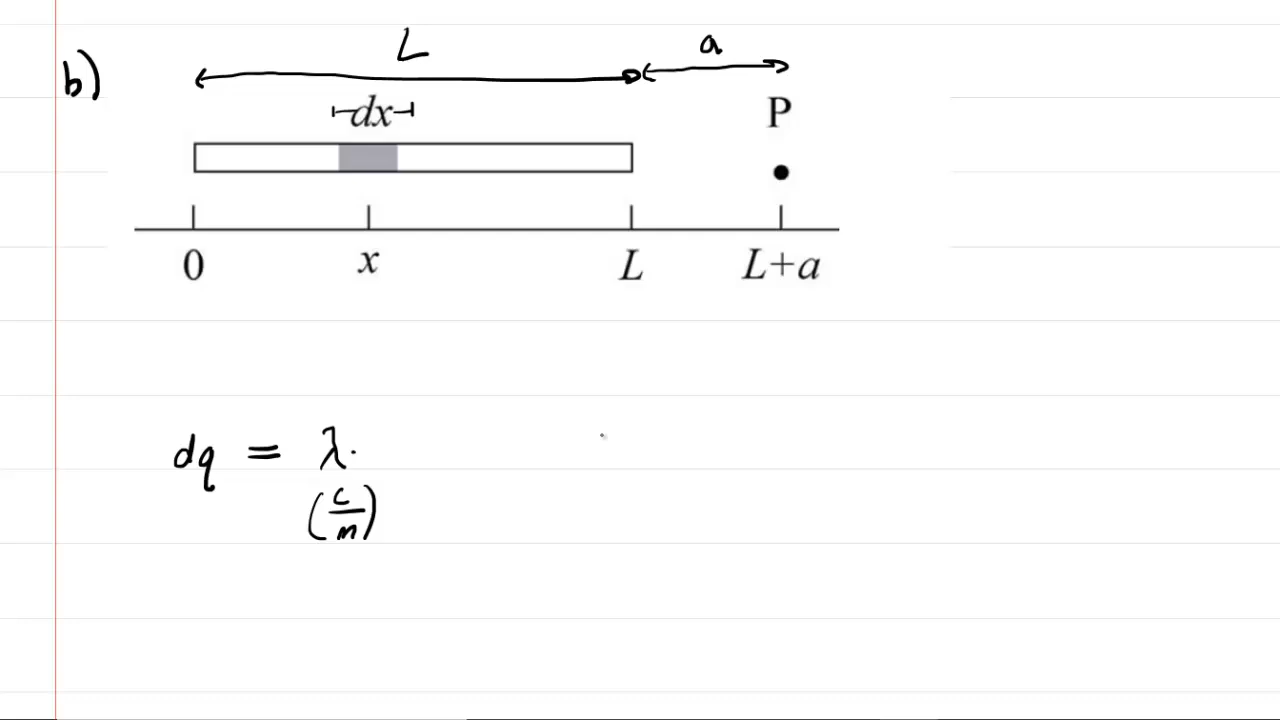 b)
L a
dx P
0 x L L+a
dq = λ·
(C/m)